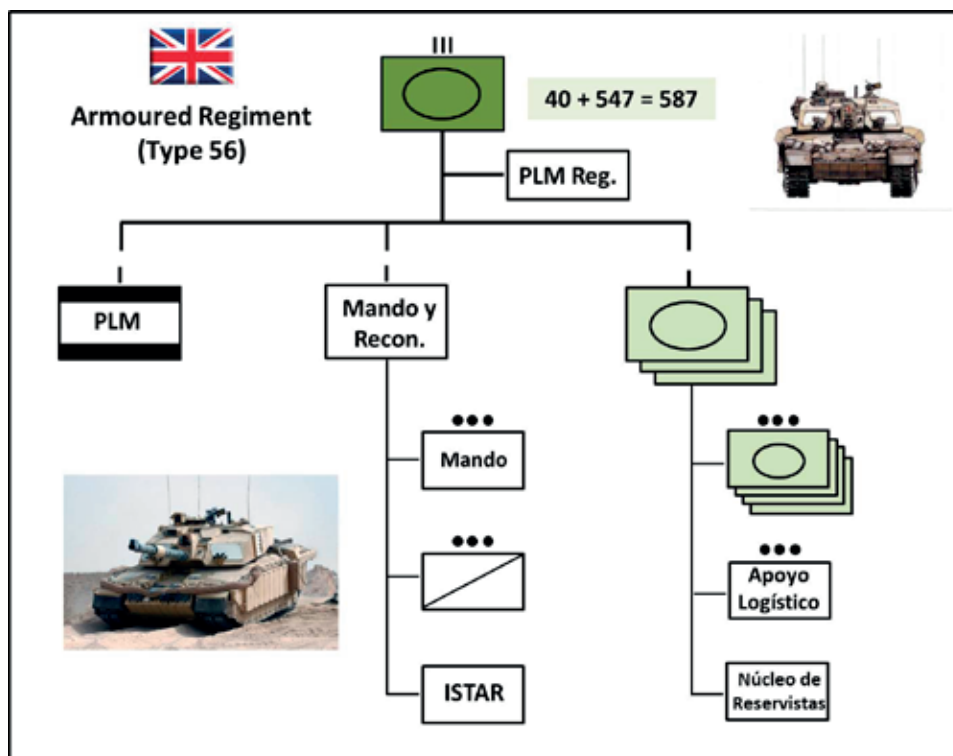 III
Armoured Regiment
(Type 56)
40 + 547 = 587
PLM Reg.
I
I
I
PLM
Mando y
Recon.
Mando
ISTAR
Apoyo
Logístico
Núcleo de
Reservistas